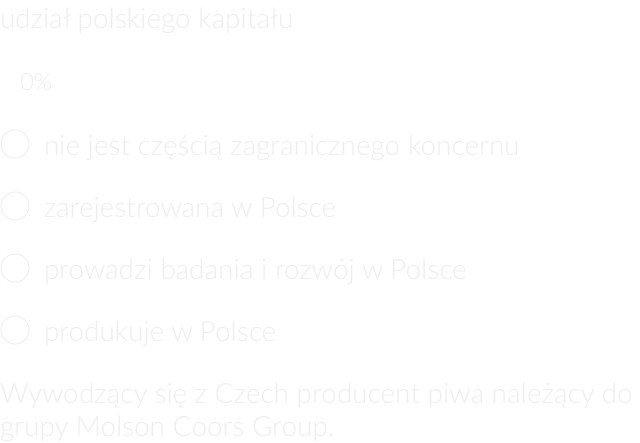 udział polskiego kapitału
0%
nie jest częścią zagranicznego koncernu
zarejestrowana w Polsce
prowadzi badania i rozwój w Polsce
produkuje w Polsce
Wywodzący się z Czech producent piwa należący do
grupy Molson Coors Group.